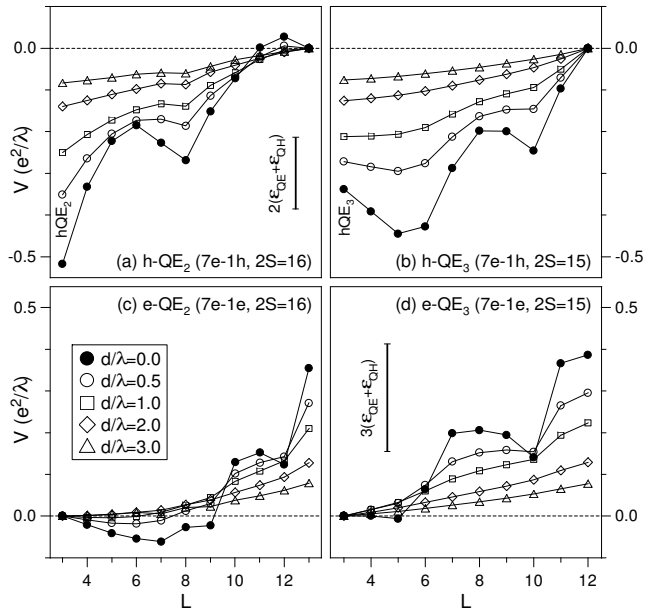 0.0
0.0
V (e²/λ)
hQE₂
2(ε_QE+ε_QH)
hQE₃
-0.5
-0.5
(a) h-QE₂ (7e-1h, 2S=16)
(b) h-QE₃ (7e-1h, 2S=15)
(c) e-QE₂ (7e-1e, 2S=16)
(d) e-QE₃ (7e-1e, 2S=15)
0.5
0.5
V (e²/λ)
d/λ=0.0
d/λ=0.5
d/λ=1.0
d/λ=2.0
d/λ=3.0
3(ε_QE+ε_QH)
0.0
0.0
4 6 8 10 12
4 6 8 10 12
L
L